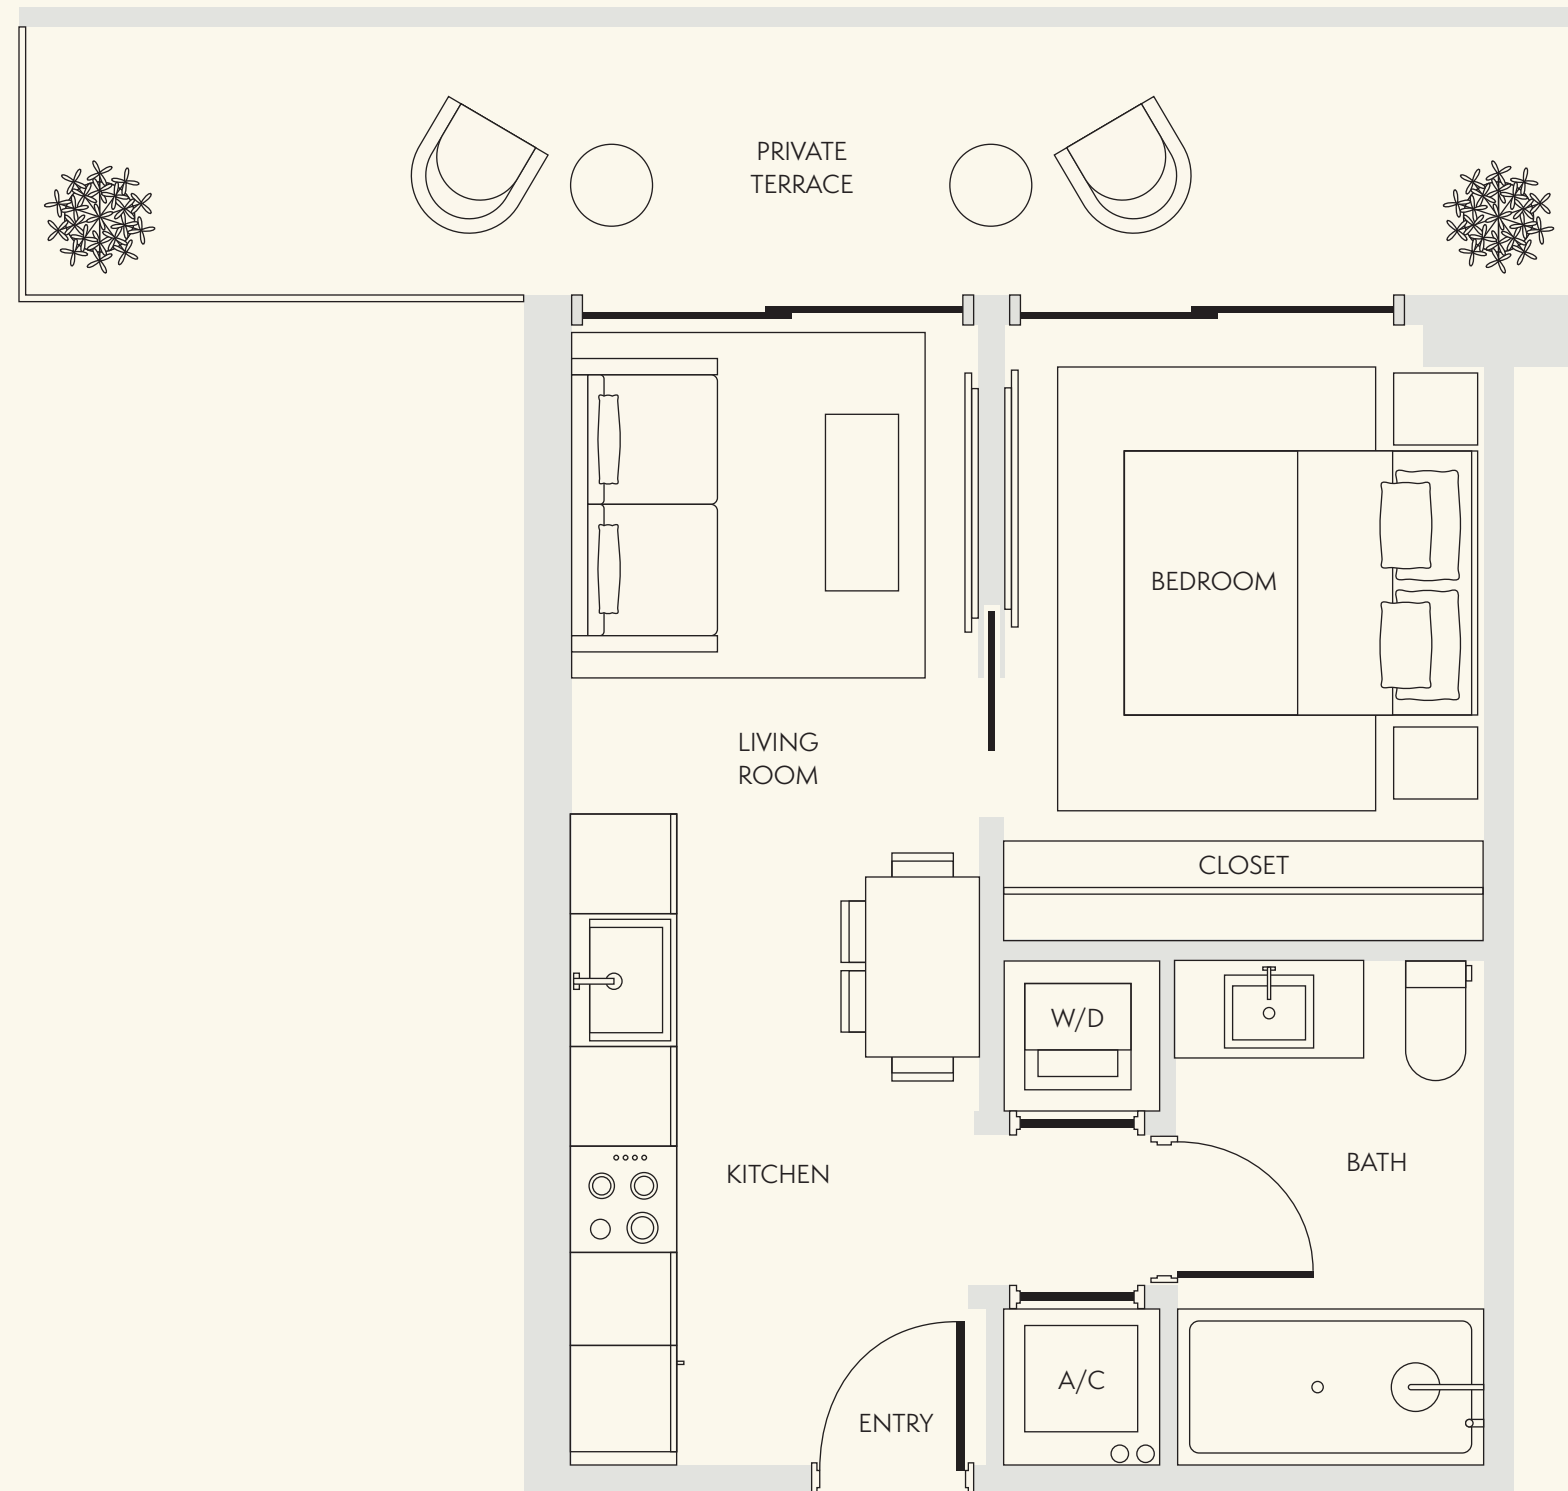 PRIVATE
TERRACE
BEDROOM
LIVING
ROOM
CLOSET
W/D
KITCHEN
BATH
A/C
ENTRY